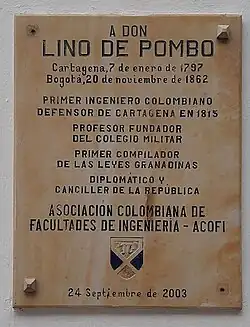 A DON
LINO DE POMBO
Cartagena, 7 de enero de 1797
Bogotá, 20 de noviembre de 1862
PRIMER INGENIERO COLOMBIANO
DEFENSOR DE CARTAGENA EN 1815
PROFESOR FUNDADOR
DEL COLEGIO MILITAR
PRIMER COMPILADOR
DE LAS LEYES GRANADINAS
DIPLOMÁTICO Y
CANCILLER DE LA REPÚBLICA
ASOCIACIÓN COLOMBIANA DE
FACULTADES DE INGENIERIA - ACOFI
24 Septiembre de 2003